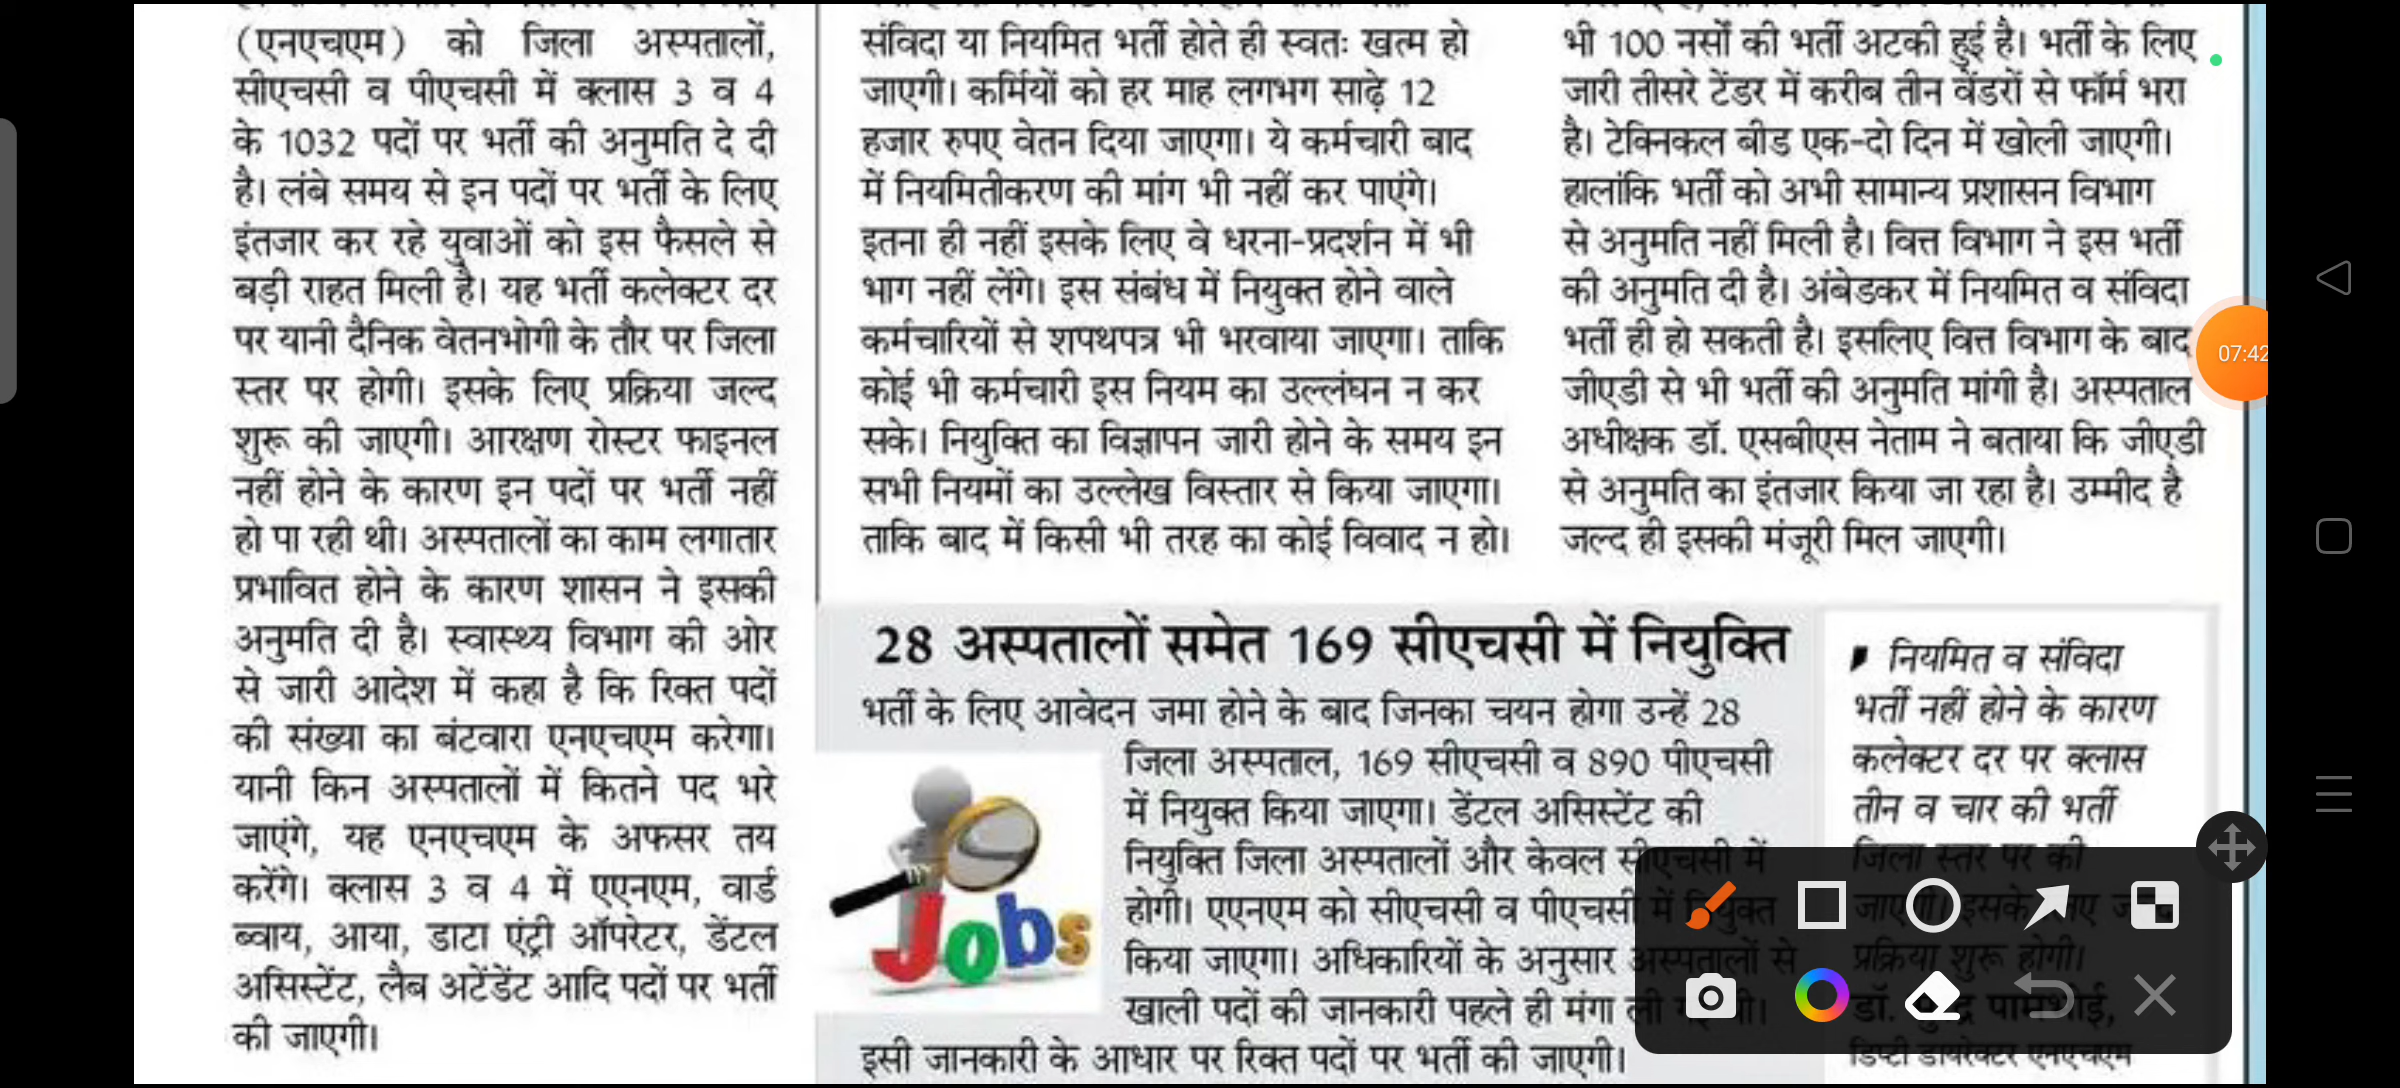 (एनएचएम) को जिला अस्पतालों,
सीएचसी व पीएचसी में क्लास 3 व 4
के 1032 पदों पर भर्ती की अनुमति दे दी
है। लंबे समय से इन पदों पर भर्ती के लिए
इंतजार कर रहे युवाओं को इस फैसले से
बड़ी राहत मिली है। यह भर्ती कलेक्टर दर
पर यानी दैनिक वेतनभोगी के तौर पर जिला
स्तर पर होगी। इसके लिए प्रक्रिया जल्द
शुरू की जाएगी। आरक्षण रोस्टर फाइनल
नहीं होने के कारण इन पदों पर भर्ती नहीं
हो पा रही थी। अस्पतालों का काम लगातार
प्रभावित होने के कारण शासन ने इसकी
अनुमति दी है। स्वास्थ्य विभाग की ओर
से जारी आदेश में कहा है कि रिक्त पदों
की संख्या का बंटवारा एनएचएम करेगा।
यानी किन अस्पतालों में कितने पद भरे
जाएंगे, यह एनएचएम के अफसर तय
करेंगे। क्लास 3 व 4 में एएनएम, वार्ड
ब्वाय, आया, डाटा एंट्री ऑपरेटर, डेंटल
असिस्टेंट, लैब अटेंडेंट आदि पदों पर भर्ती
की जाएगी।
संविदा या नियमित भर्ती होते ही स्वतः खत्म हो
जाएगी। कर्मियों को हर माह लगभग साढ़े 12
हजार रुपए वेतन दिया जाएगा। ये कर्मचारी बाद
में नियमितीकरण की मांग भी नहीं कर पाएंगे।
इतना ही नहीं इसके लिए वे धरना-प्रदर्शन में भी
भाग नहीं लेंगे। इस संबंध में नियुक्त होने वाले
कर्मचारियों से शपथपत्र भी भरवाया जाएगा। ताकि
कोई भी कर्मचारी इस नियम का उल्लंघन न कर
सके। नियुक्ति का विज्ञापन जारी होने के समय इन
सभी नियमों का उल्लेख विस्तार से किया जाएगा।
ताकि बाद में किसी भी तरह का कोई विवाद न हो।
भी 100 नर्सों की भर्ती अटकी हुई है। भर्ती के लिए
जारी तीसरे टेंडर में करीब तीन वेंडरों से फॉर्म भरा
है। टेक्निकल बीड एक-दो दिन में खोली जाएगी।
हालांकि भर्ती को अभी सामान्य प्रशासन विभाग
से अनुमति नहीं मिली है। वित्त विभाग ने इस भर्ती
की अनुमति दी है। अंबेडकर में नियमित व संविदा
भर्ती ही हो सकती है। इसलिए वित्त विभाग के बाद
जीएडी से भी भर्ती की अनुमति मांगी है। अस्पताल
अधीक्षक डॉ. एसबीएस नेताम ने बताया कि जीएडी
से अनुमति का इंतजार किया जा रहा है। उम्मीद है
जल्द ही इसकी मंजूरी मिल जाएगी।
07:42
28 अस्पतालों समेत 169 सीएचसी में नियुक्ति
भर्ती के लिए आवेदन जमा होने के बाद जिनका चयन होगा उन्हें 28
जिला अस्पताल, 169 सीएचसी व 890 पीएचसी
में नियुक्त किया जाएगा। डेंटल असिस्टेंट की
नियुक्ति जिला अस्पतालों और केवल सीएचसी में
होगी। एएनएम को सीएचसी व पीएचसी में नियुक्त
किया जाएगा। अधिकारियों के अनुसार अस्पतालों से
खाली पदों की जानकारी पहले ही मंगा ली
इसी जानकारी के आधार पर रिक्त पदों पर भर्ती की जाएगी।
Jobs
नियमित व संविदा
भर्ती नहीं होने के कारण
कलेक्टर दर पर क्लास
तीन व चार की भर्ती
जिला स्तर पर की
जाएगी। इसके
प्रक्रिया शुरू होगी।
डॉ.
डिप्टी डायरेक्टर एनएचएम